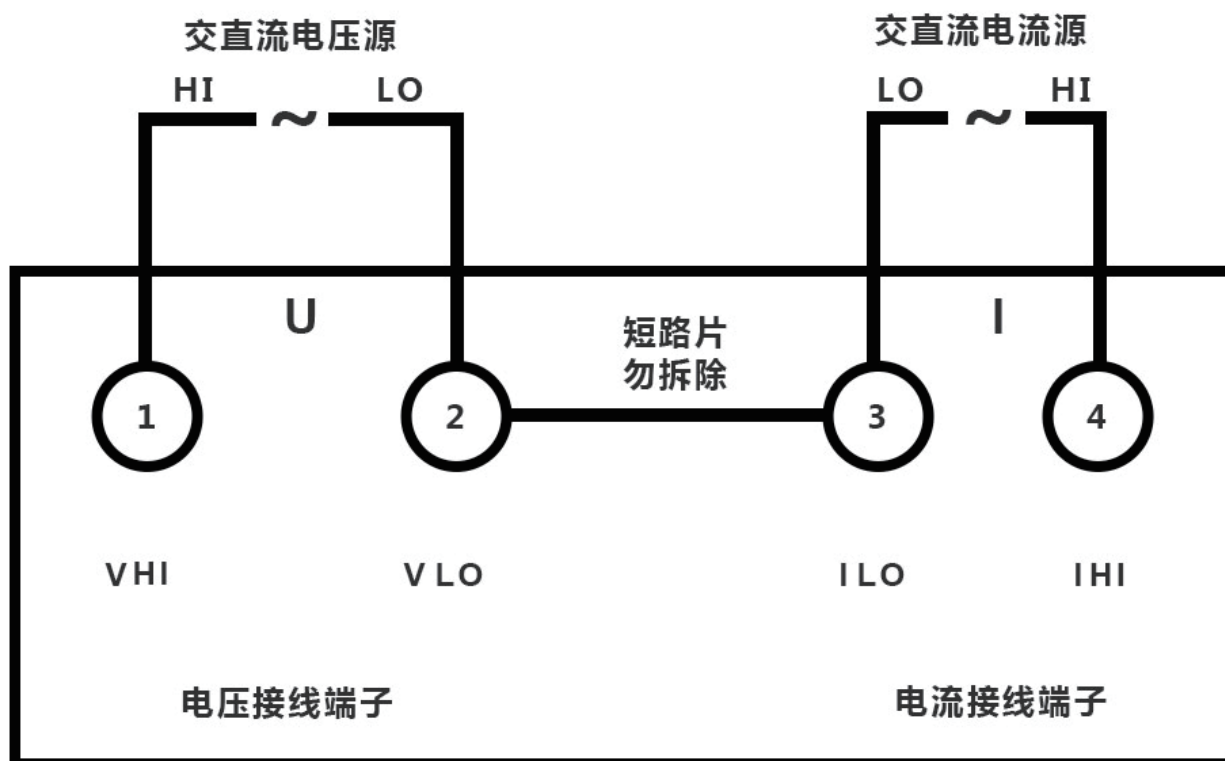 交直流电压源
交直流电流源
HI ~ LO
LO ~ HI
U
短路片
勿拆除
I
1
2
3
4
VHI
V LO
I LO
I HI
电压接线端子
电流接线端子